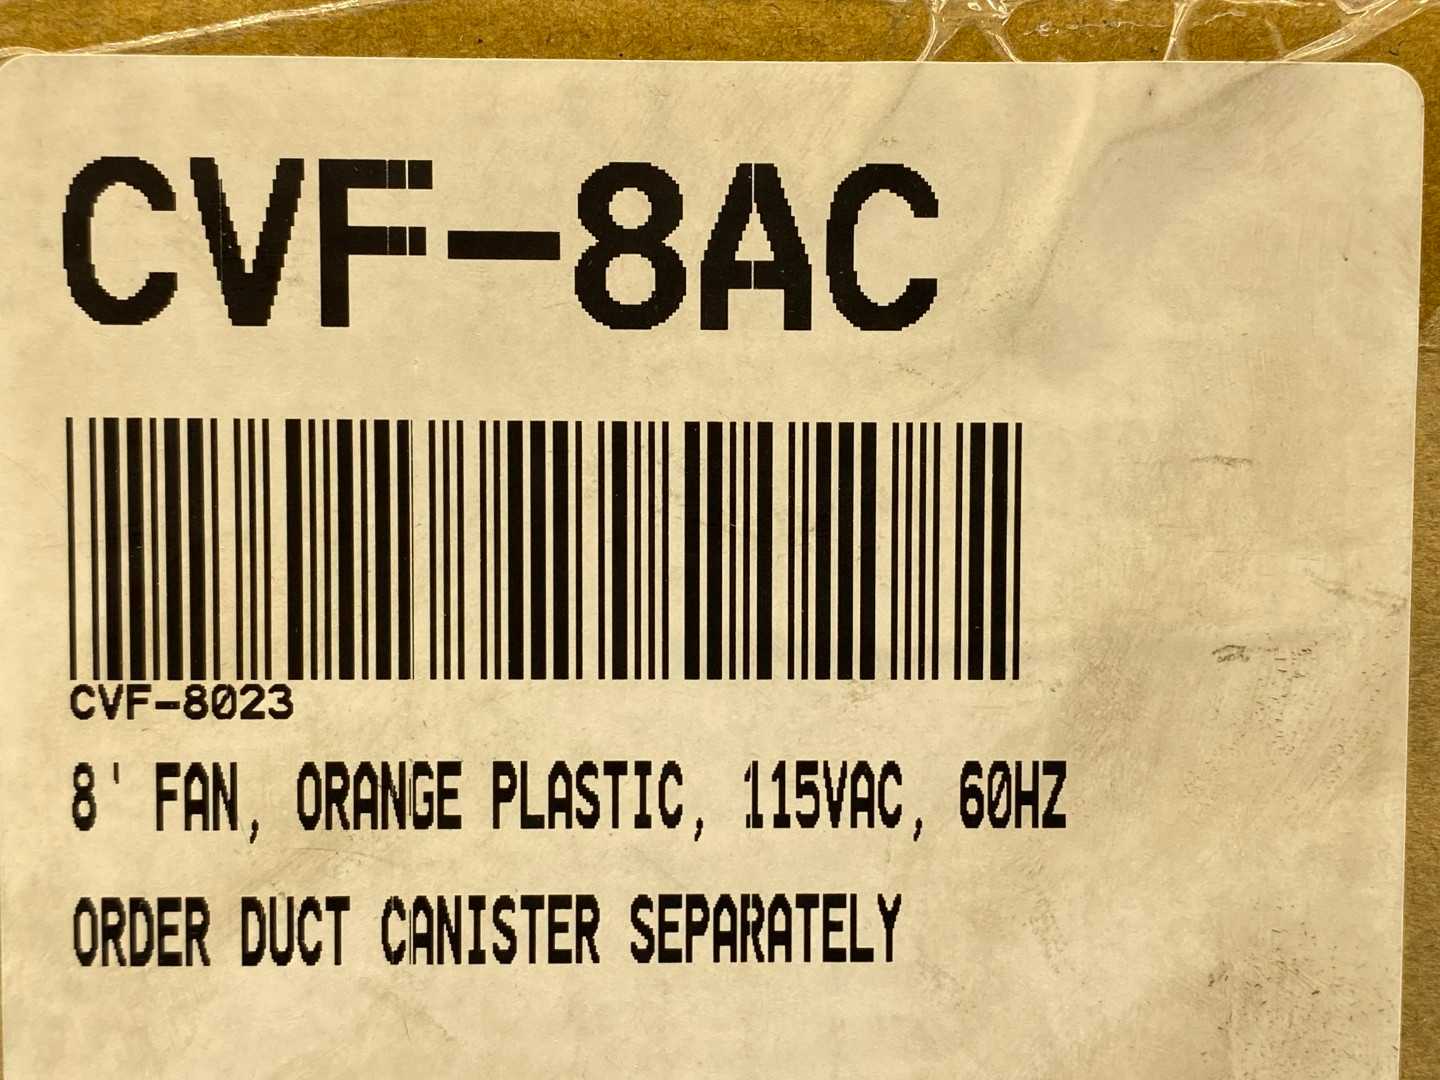 CVF-8AC
CVF-8023
8' FAN, ORANGE PLASTIC, 115VAC, 60HZ
ORDER DUCT CANISTER SEPARATELY